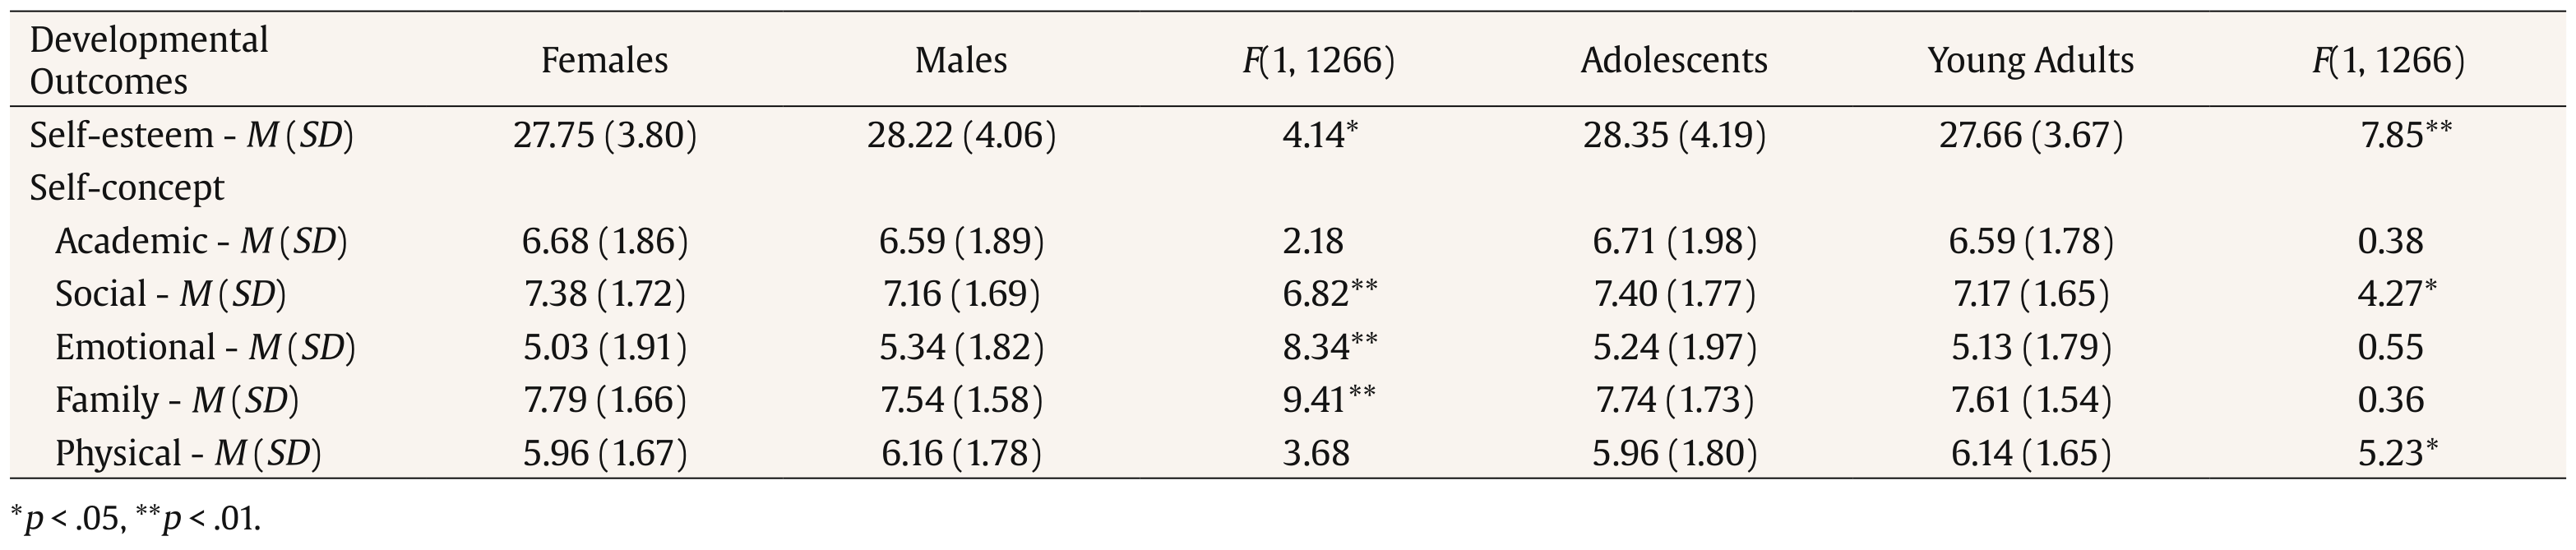 Developmental Outcomes Females Males F(1, 1266) Adolescents Young Adults F(1, 1266)
Self-esteem - M (SD) 27.75 (3.80) 28.22 (4.06) 4.14* 28.35 (4.19) 27.66 (3.67) 7.85**
Self-concept
Academic - M (SD) 6.68 (1.86) 6.59 (1.89) 2.18 6.71 (1.98) 6.59 (1.78) 0.38
Social - M (SD) 7.38 (1.72) 7.16 (1.69) 6.82** 7.40 (1.77) 7.17 (1.65) 4.27*
Emotional - M (SD) 5.03 (1.91) 5.34 (1.82) 8.34** 5.24 (1.97) 5.13 (1.79) 0.55
Family - M (SD) 7.79 (1.66) 7.54 (1.58) 9.41** 7.74 (1.73) 7.61 (1.54) 0.36
Physical - M (SD) 5.96 (1.67) 6.16 (1.78) 3.68 5.96 (1.80) 6.14 (1.65) 5.23*
*p < .05, **p < .01.